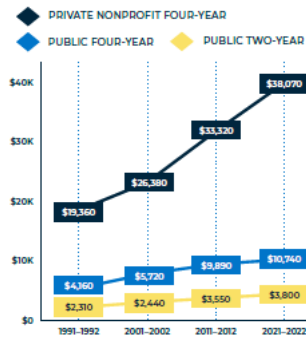 PRIVATE NONPROFIT FOUR-YEAR
PUBLIC FOUR-YEAR PUBLIC TWO-YEAR
$40K
$38,070
$33,320
$30K
$26,380
$20K
$19,360
$10K
$10,740
$9,890
$5,720
$4,160
$3,800
$3,550
$2,440
$2,310
$0
1991–1992 2001–2002 2011–2012 2021–2022